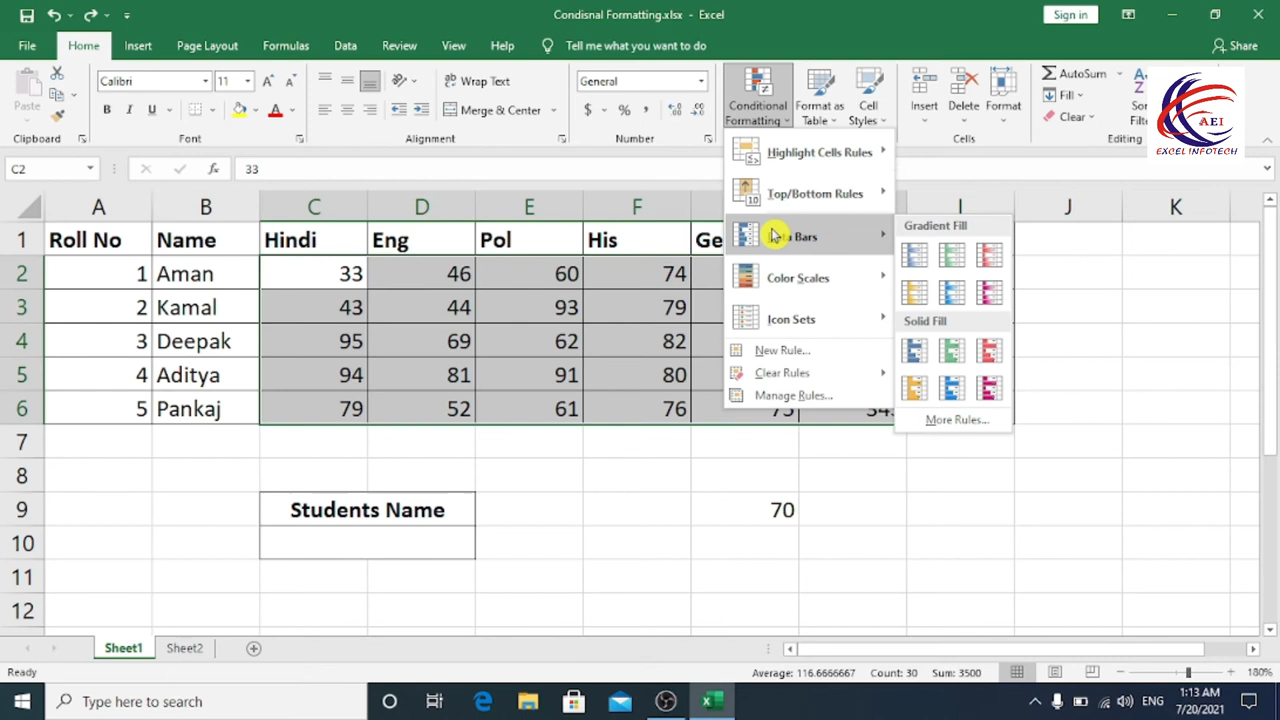 Condisnal Formatting.xlsx - Excel
Sign in
File Home Insert Page Layout Formulas Data Review View Help Tell me what you want to do Share
Paste
Calibri 11
B I U
Wrap Text
Merge & Center
General
$ % ,
Conditional Formatting
Format as Table
Cell Styles
Insert Delete Format
AutoSum
Fill
Clear
AEI
EXCEL INFOTECH
Clipboard Font Alignment Number Cells Editing
C2 fx 33
A B C D E F I J K
1 Roll No Name Hindi Eng Pol His
2 1 Aman 33 46 60 74
3 2 Kamal 43 44 93 79
4 3 Deepak 95 69 62 82
5 4 Aditya 94 81 91 80
6 5 Pankaj 79 52 61 76
7
8
9 Students Name 70
10
11
12
Highlight Cells Rules
Top/Bottom Rules
Bars
Color Scales
Icon Sets
New Rule...
Clear Rules
Manage Rules...
Gradient Fill
Solid Fill
More Rules...
Sheet1 Sheet2
Ready Average: 116.6666667 Count: 30 Sum: 3500 180%
Type here to search
ENG
1:13 AM
7/20/2021